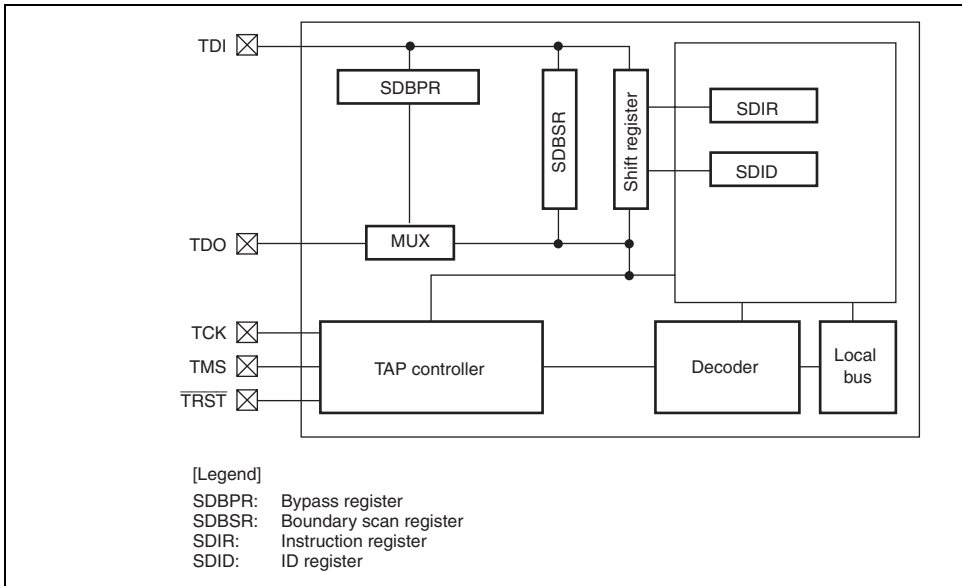 TDI
SDBPR
SDBSR
Shift register
SDIR
SDID
TDO
MUX
TCK
TMS
TRST
TAP controller
Decoder
Local
bus
[Legend]
SDBPR: Bypass register
SDBSR: Boundary scan register
SDIR: Instruction register
SDID: ID register